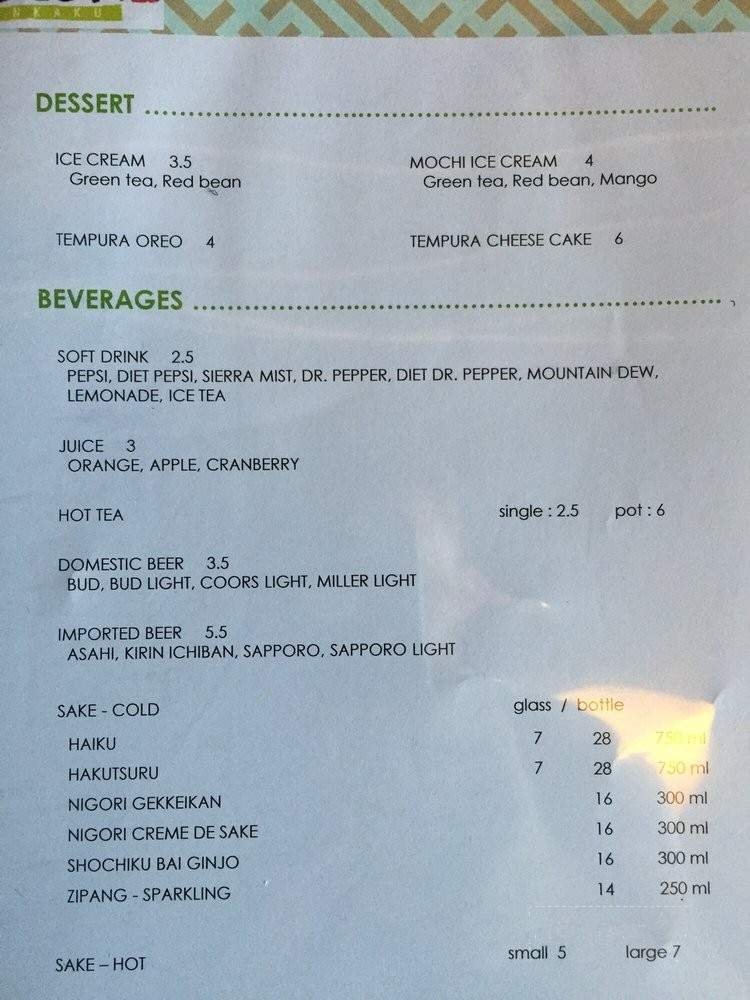 NKAKU
DESSERT
ICE CREAM 3.5
Green tea, Red bean
MOCHI ICE CREAM 4
Green tea, Red bean, Mango
TEMPURA OREO 4
TEMPURA CHEESE CAKE 6
BEVERAGES
SOFT DRINK 2.5
PEPSI, DIET PEPSI, SIERRA MIST, DR. PEPPER, DIET DR. PEPPER, MOUNTAIN DEW,
LEMONADE, ICE TEA
JUICE 3
ORANGE, APPLE, CRANBERRY
HOT TEA single : 2.5 pot : 6
DOMESTIC BEER 3.5
BUD, BUD LIGHT, COORS LIGHT, MILLER LIGHT
IMPORTED BEER 5.5
ASAHI, KIRIN ICHIBAN, SAPPORO, SAPPORO LIGHT
SAKE - COLD glass / bottle
HAIKU 7 28 750 ml
HAKUTSURU 7 28 750 ml
NIGORI GEKKEIKAN 16 300 ml
NIGORI CREME DE SAKE 16 300 ml
SHOCHIKU BAI GINJO 16 300 ml
ZIPANG - SPARKLING 14 250 ml
SAKE – HOT small 5 large 7